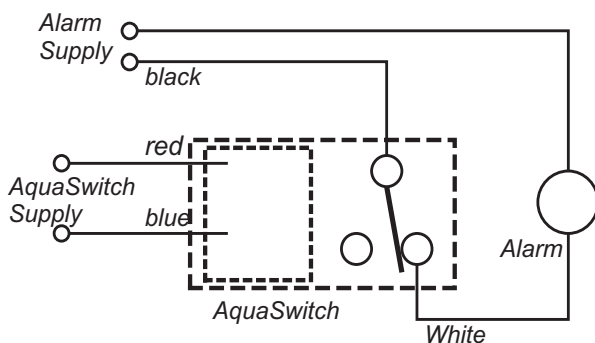 Alarm
Supply
black
red
AquaSwitch
Supply
blue
Alarm
AquaSwitch
White